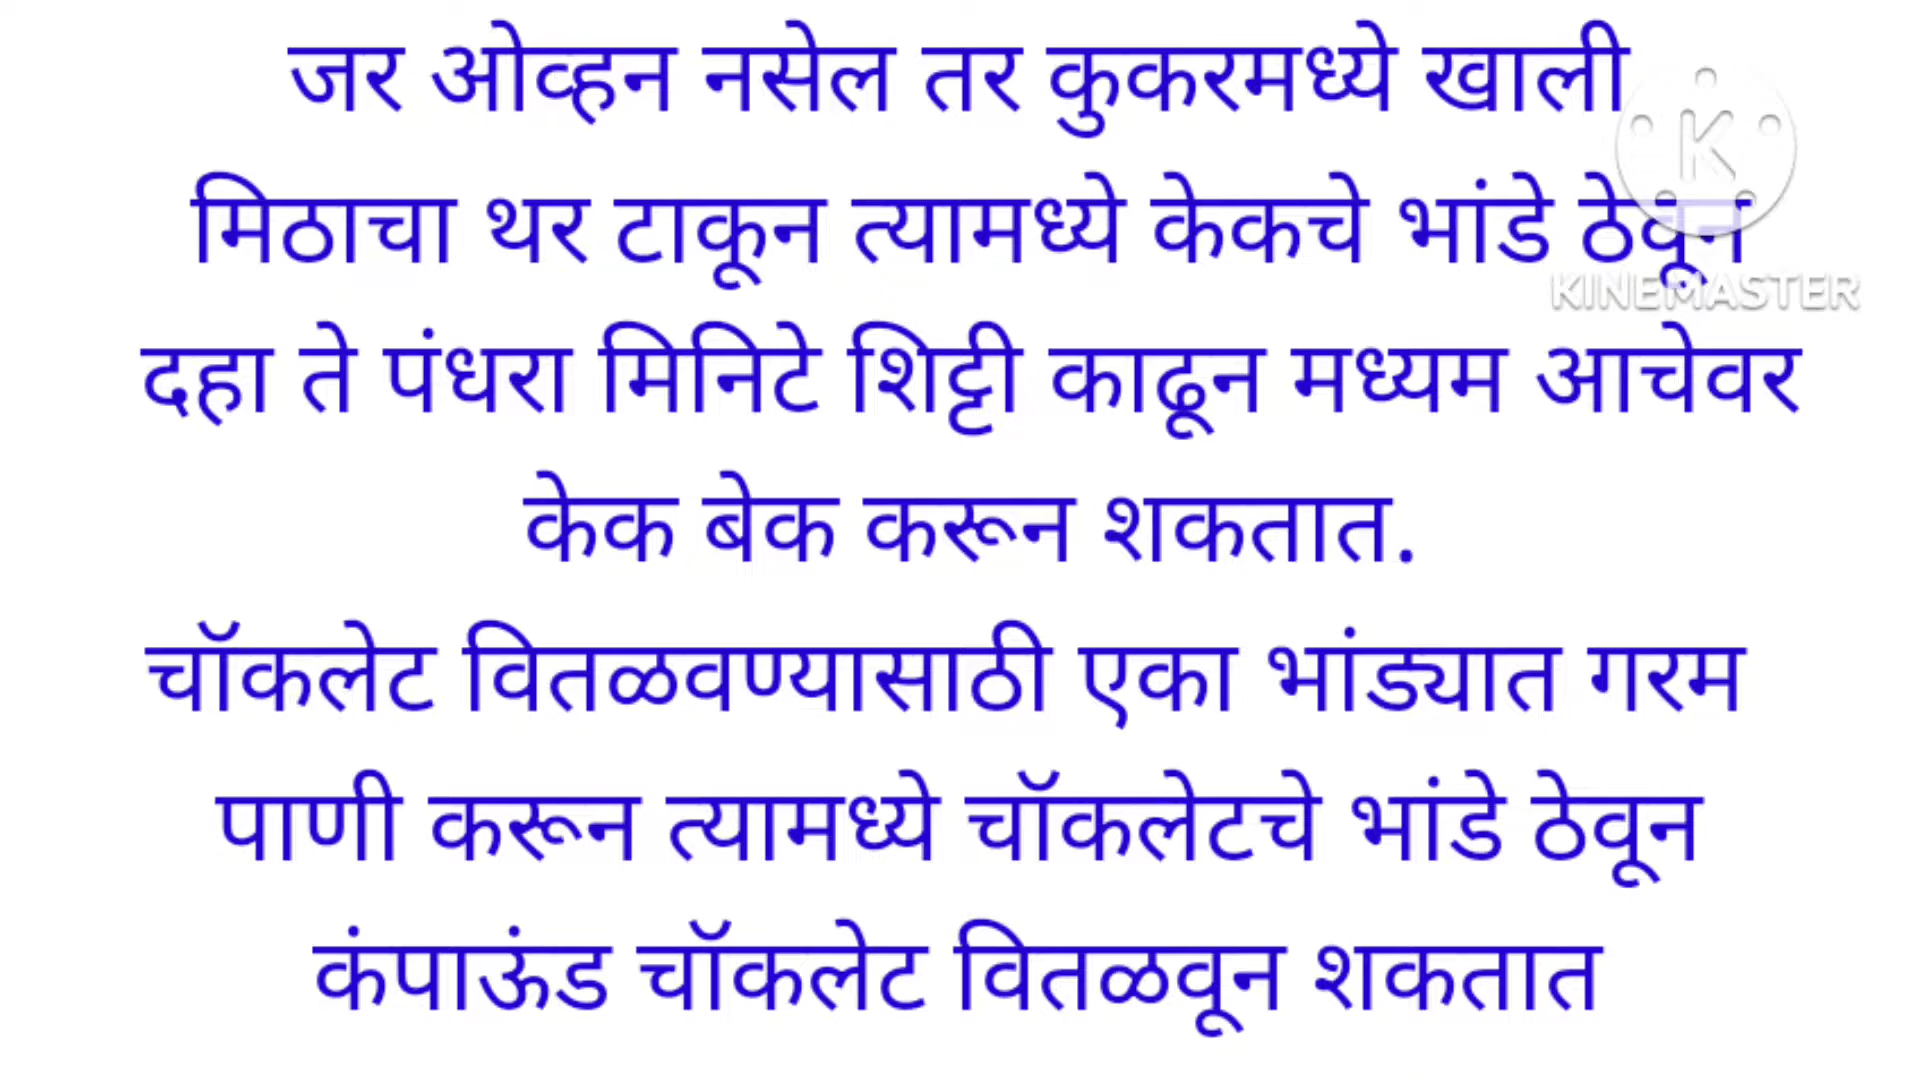 जर ओव्हन नसेल तर कुकरमध्ये खाली
मिठाचा थर टाकून त्यामध्ये केकचे भांडे ठेवून
KINEMASTER
दहा ते पंधरा मिनिटे शिट्टी काढून मध्यम आचेवर
केक बेक करून शकतात.
चॉकलेट वितळवण्यासाठी एका भांड्यात गरम
पाणी करून त्यामध्ये चॉकलेटचे भांडे ठेवून
कंपाऊंड चॉकलेट वितळवून शकतात